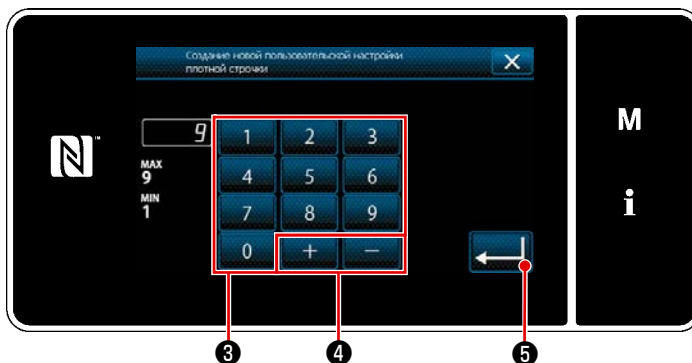 Создание новой пользовательской настройки
плотной строчки
X
9
MAX
9
MIN
1
1 2 3
4 5 6
7 8 9
0 + −
N™
M
i
❸ ❹ ❺